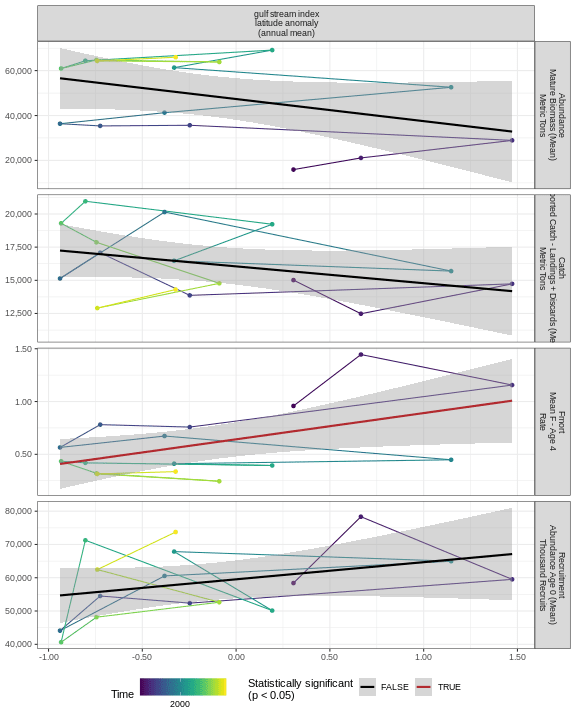 gulf stream index
latitude anomaly
(annual mean)
60,000
40,000
20,000
Abundance
Mature Biomass (Mean)
Metric Tons
20,000
17,500
15,000
12,500
Catch
Catch - Landings + Discards
Metric Tons
1.50
1.00
0.50
Fmort
Mean F - Age 4
Rate
80,000
70,000
60,000
50,000
40,000
Recruitment
Abundance Age 0 (Mean)
Thousand Recruits
-1.00
-0.50
0.00
0.50
1.00
1.50
Time
2000
Statistically significant
(p < 0.05)
FALSE
TRUE